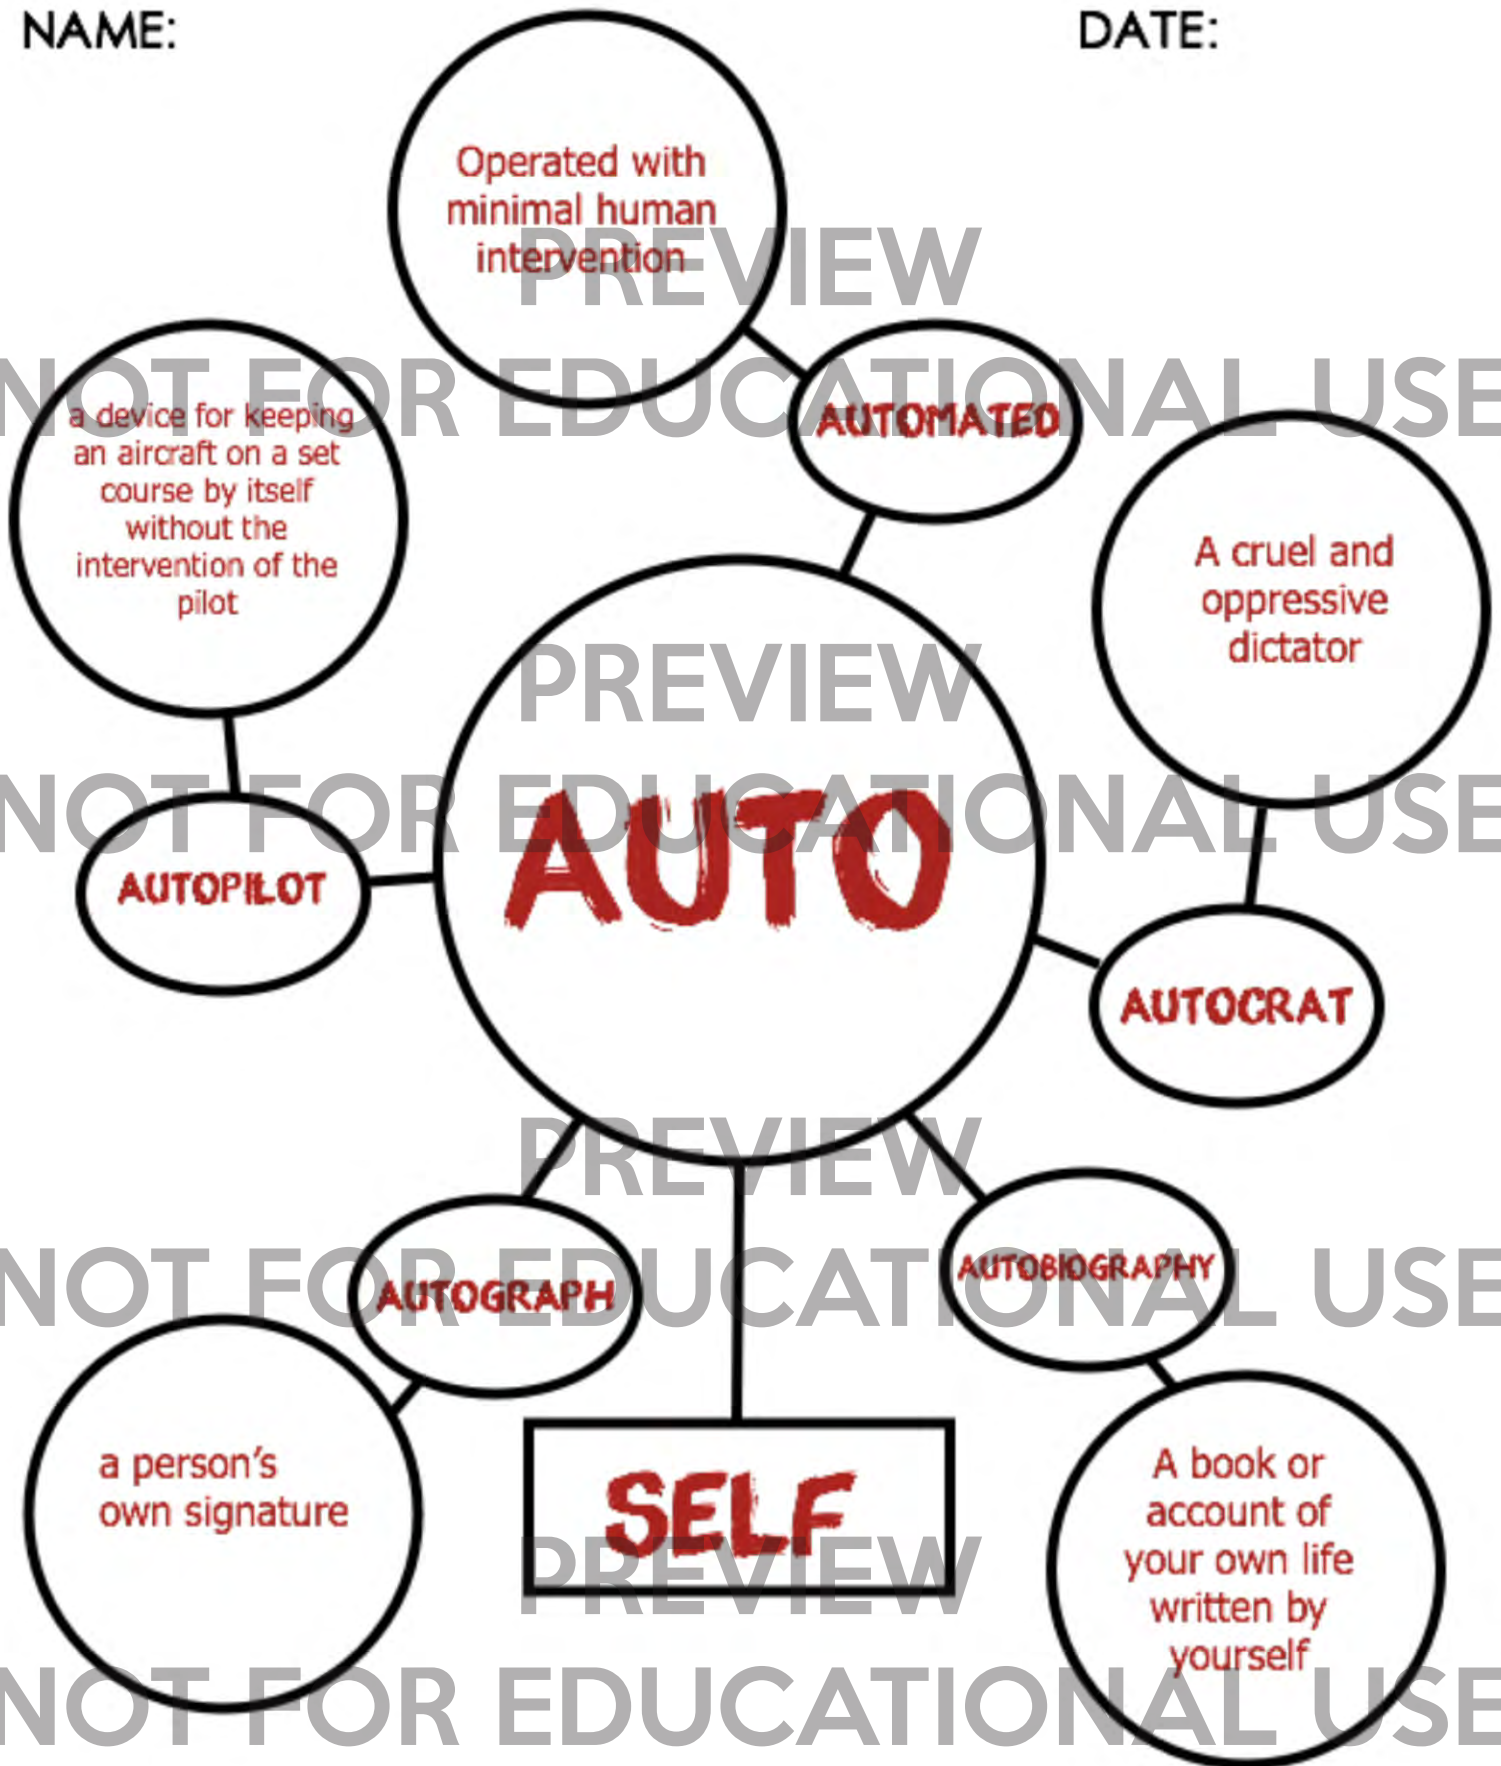 NAME:
DATE:
Operated with
minimal human
intervention
PREVIEW
NOT FOR EDUCATIONAL USE
AUTOMATED
a device for keeping
an aircraft on a set
course by itself
without the
intervention of the
pilot
A cruel and
oppressive
dictator
PREVIEW
NOT FOR EDUCATIONAL USE
AUTO
AUTOPILOT
AUTOCRAT
PREVIEW
NOT FOR EDUCATIONAL USE
AUTOGRAPH
AUTOBIOGRAPHY
a person's
own signature
SELF
A book or
account of
your own life
written by
yourself
PREVIEW
NOT FOR EDUCATIONAL USE